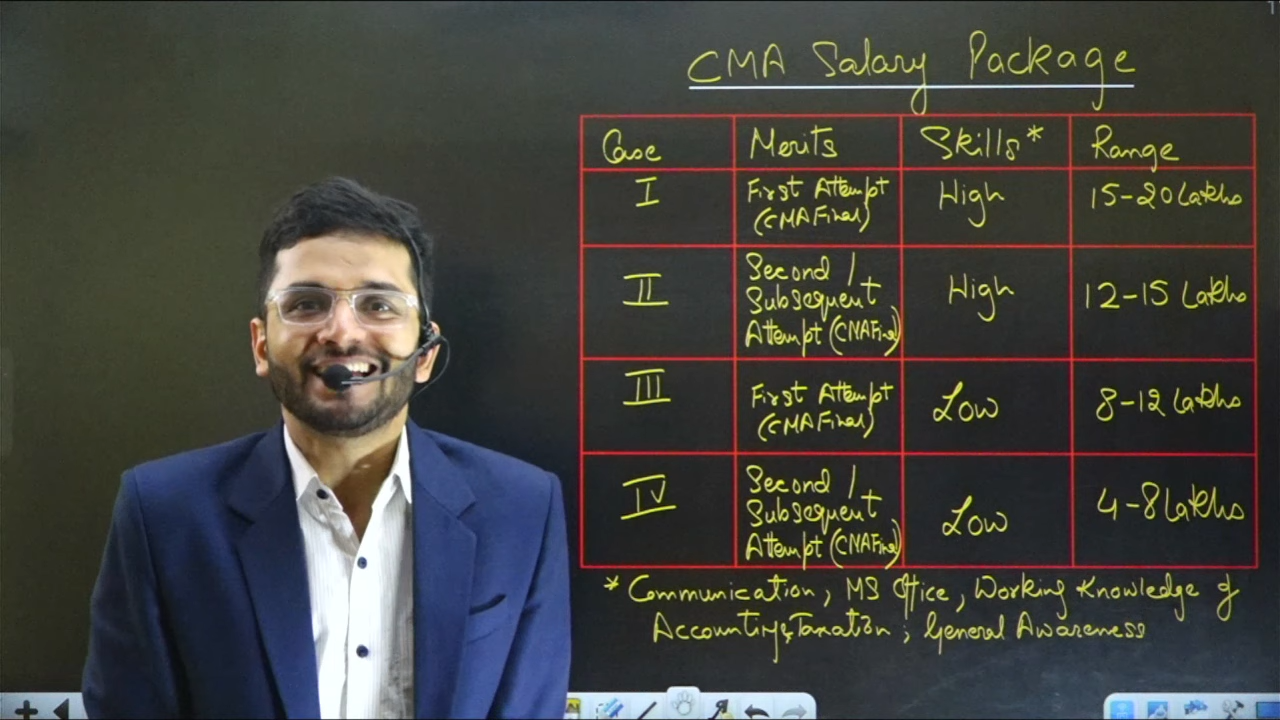 CMA Salary Package
Case Merits Skills* Range
I First Attempt (CMA Final) High 15-20 Lakhs
II Second / Subsequent Attempt (CMA Final) High 12-15 Lakhs
III First Attempt (CMA Final) Low 8-12 Lakhs
IV Second / Subsequent Attempt (CMA Final) Low 4-8 Lakhs
* Communication, MS Office, Working Knowledge of
Accounting, Taxation, General Awareness